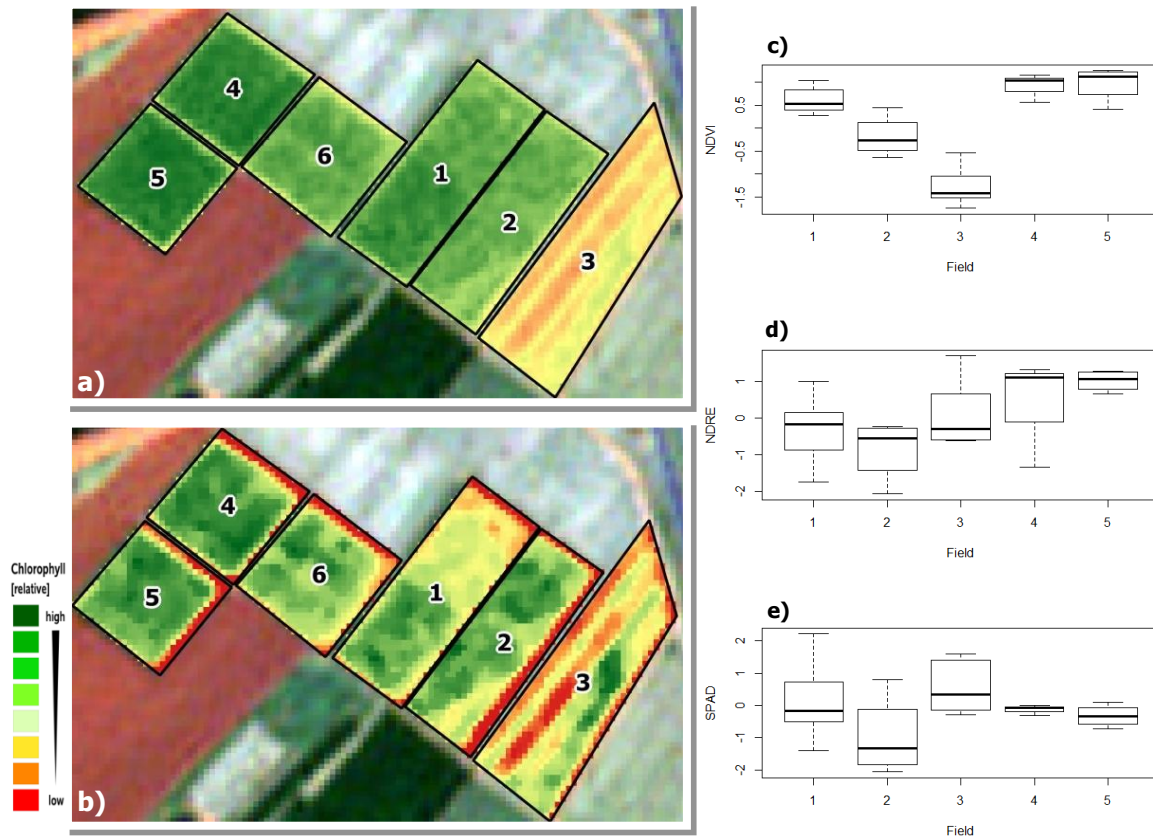 4
5
6
1
2
3
a)
Chlorophyll
[relative]
high
low
4
5
6
1
2
3
b)
c)
NDVI
0.5
-0.5
-1.5
1 2 3 4 5
Field
d)
NDRE
1
0
-1
-2
1 2 3 4 5
Field
e)
SPAD
2
1
0
-1
-2
1 2 3 4 5
Field